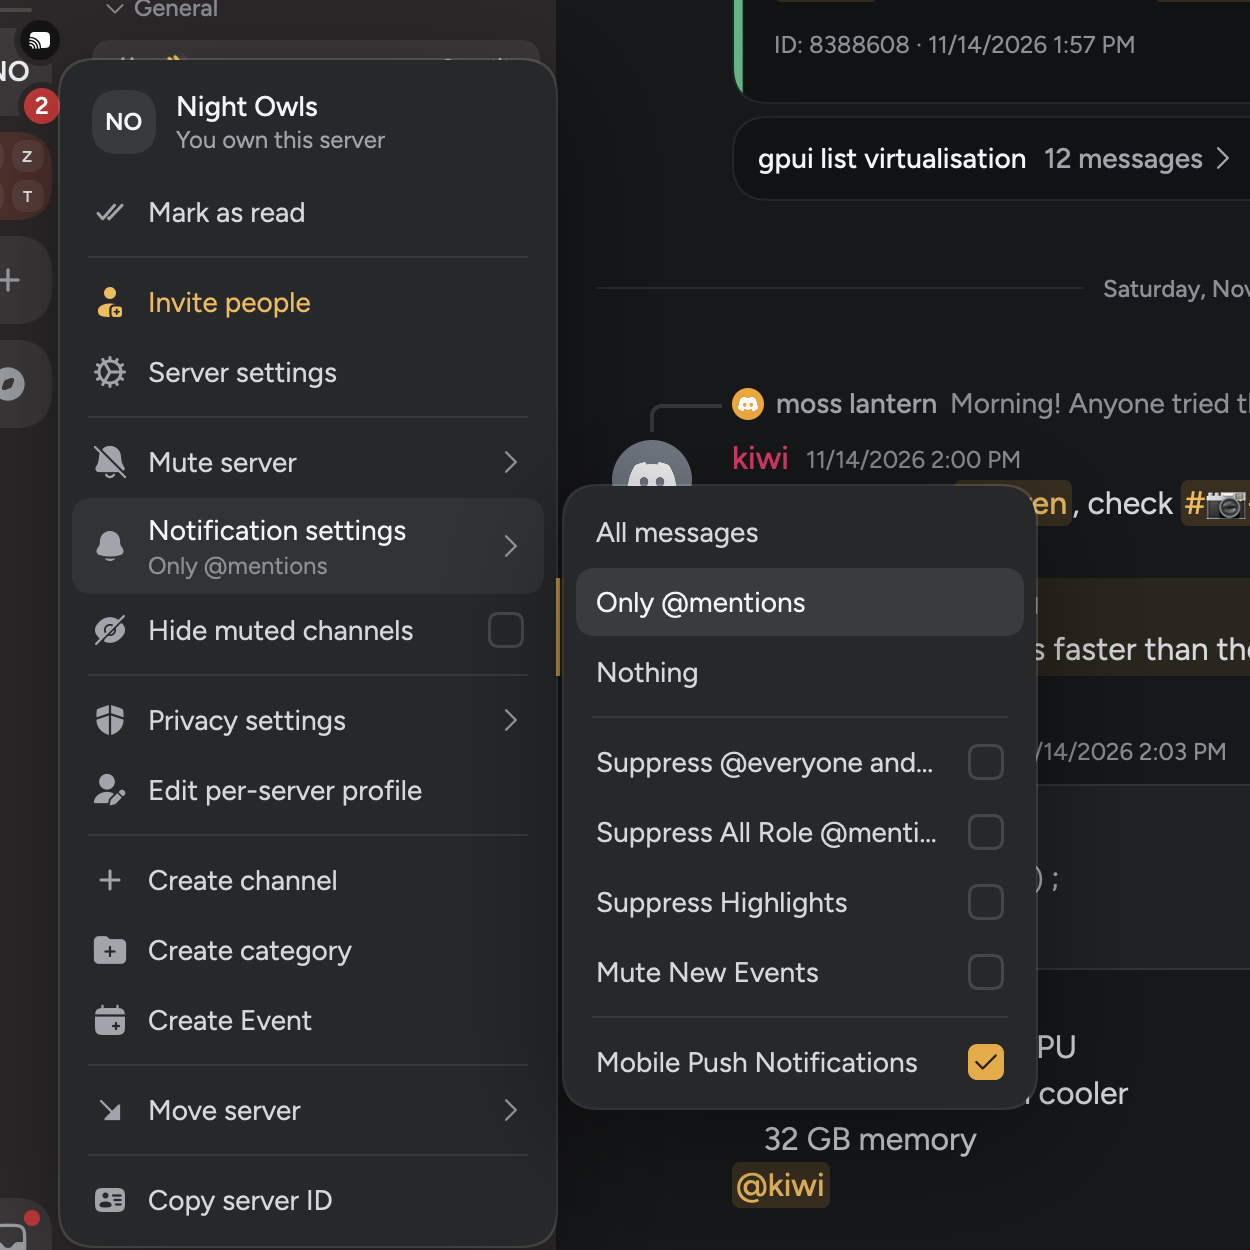 General
NO
2
Z
T
NO
Night Owls
You own this server
Mark as read
Invite people
Server settings
Mute server
Notification settings
Only @mentions
Hide muted channels
Privacy settings
Edit per-server profile
Create channel
Create category
Create Event
Move server
Copy server ID
All messages
Only @mentions
Nothing
Suppress @everyone and...
Suppress All Role @menti...
Suppress Highlights
Mute New Events
Mobile Push Notifications
ID: 8388608 · 11/14/2026 1:57 PM
gpui list virtualisation 12 messages
Saturday, Nov
moss lantern Morning! Anyone tried
kiwi 11/14/2026 2:00 PM
en, check #📷
faster than the
/14/2026 2:03 PM
);
PU
cooler
32 GB memory
@kiwi